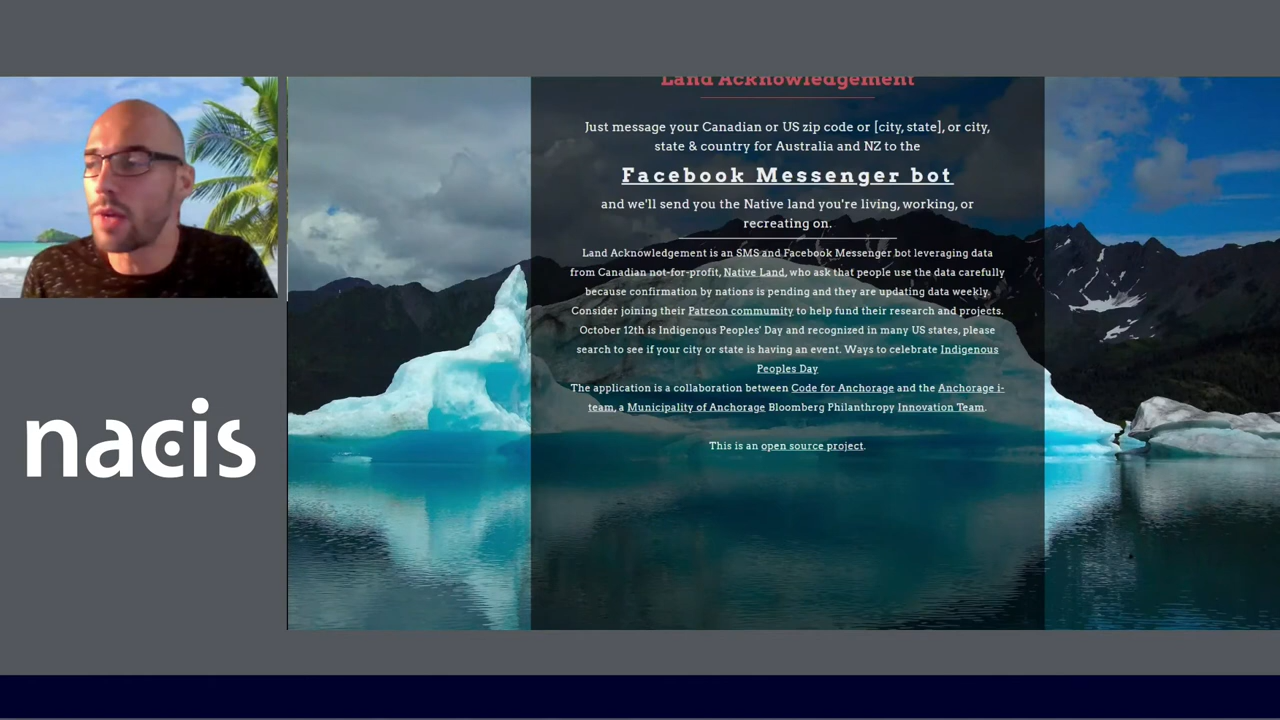 Land Acknowledgement
Just message your Canadian or US zip code or [city, state], or city,
state & country for Australia and NZ to the
Facebook Messenger bot
and we'll send you the Native land you're living, working, or
recreating on.
Land Acknowledgement is an SMS and Facebook Messenger bot leveraging data
from Canadian not-for-profit, Native Land, who ask that people use the data carefully
because confirmation by nations is pending and they are updating data weekly.
Consider joining their Patreon community to help fund their research and projects.
October 12th is Indigenous Peoples' Day and recognized in many US states, please
search to see if your city or state is having an event. Ways to celebrate Indigenous
Peoples Day
The application is a collaboration between Code for Anchorage and the Anchorage i-
team, a Municipality of Anchorage Bloomberg Philanthropy Innovation Team.
This is an open source project.
nacis